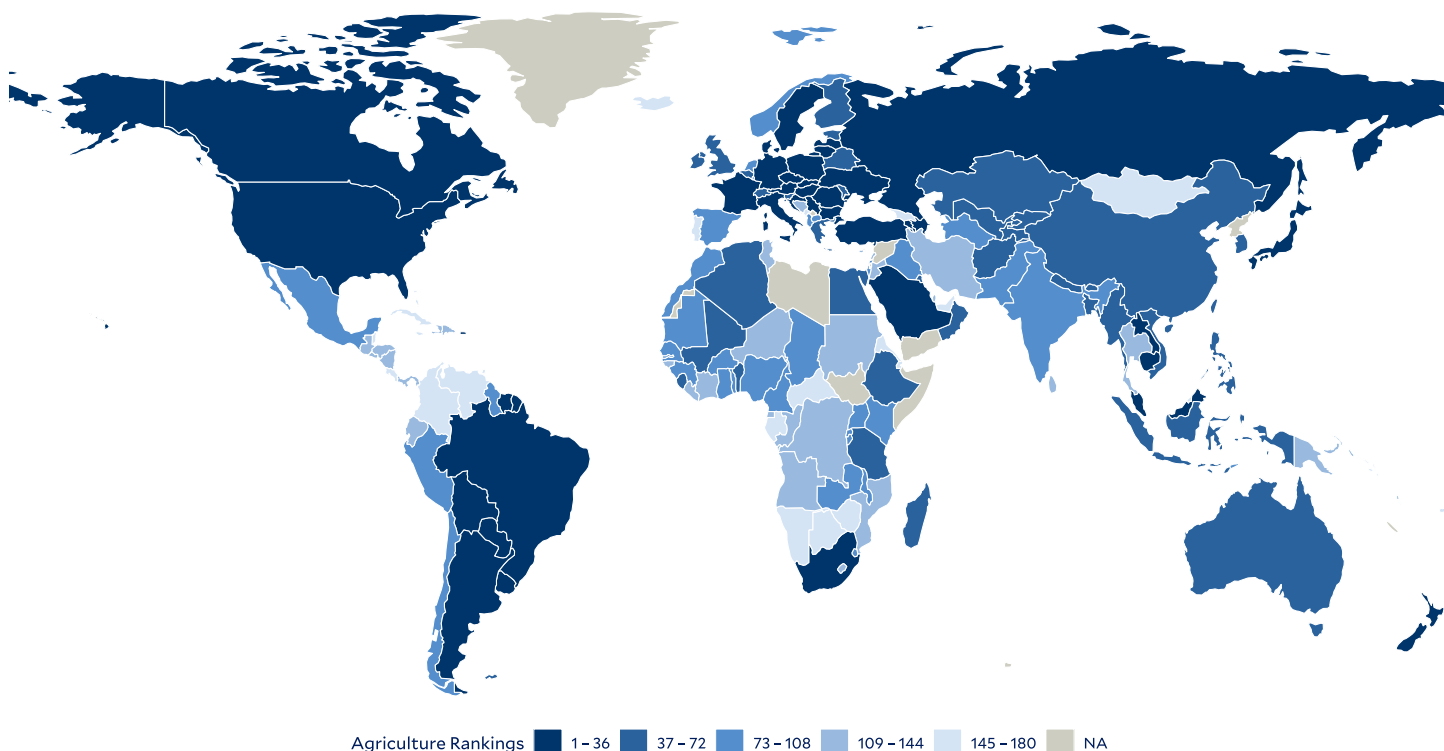 Agriculture Rankings 1 – 36 37 – 72 73 – 108 109 – 144 145 – 180 NA